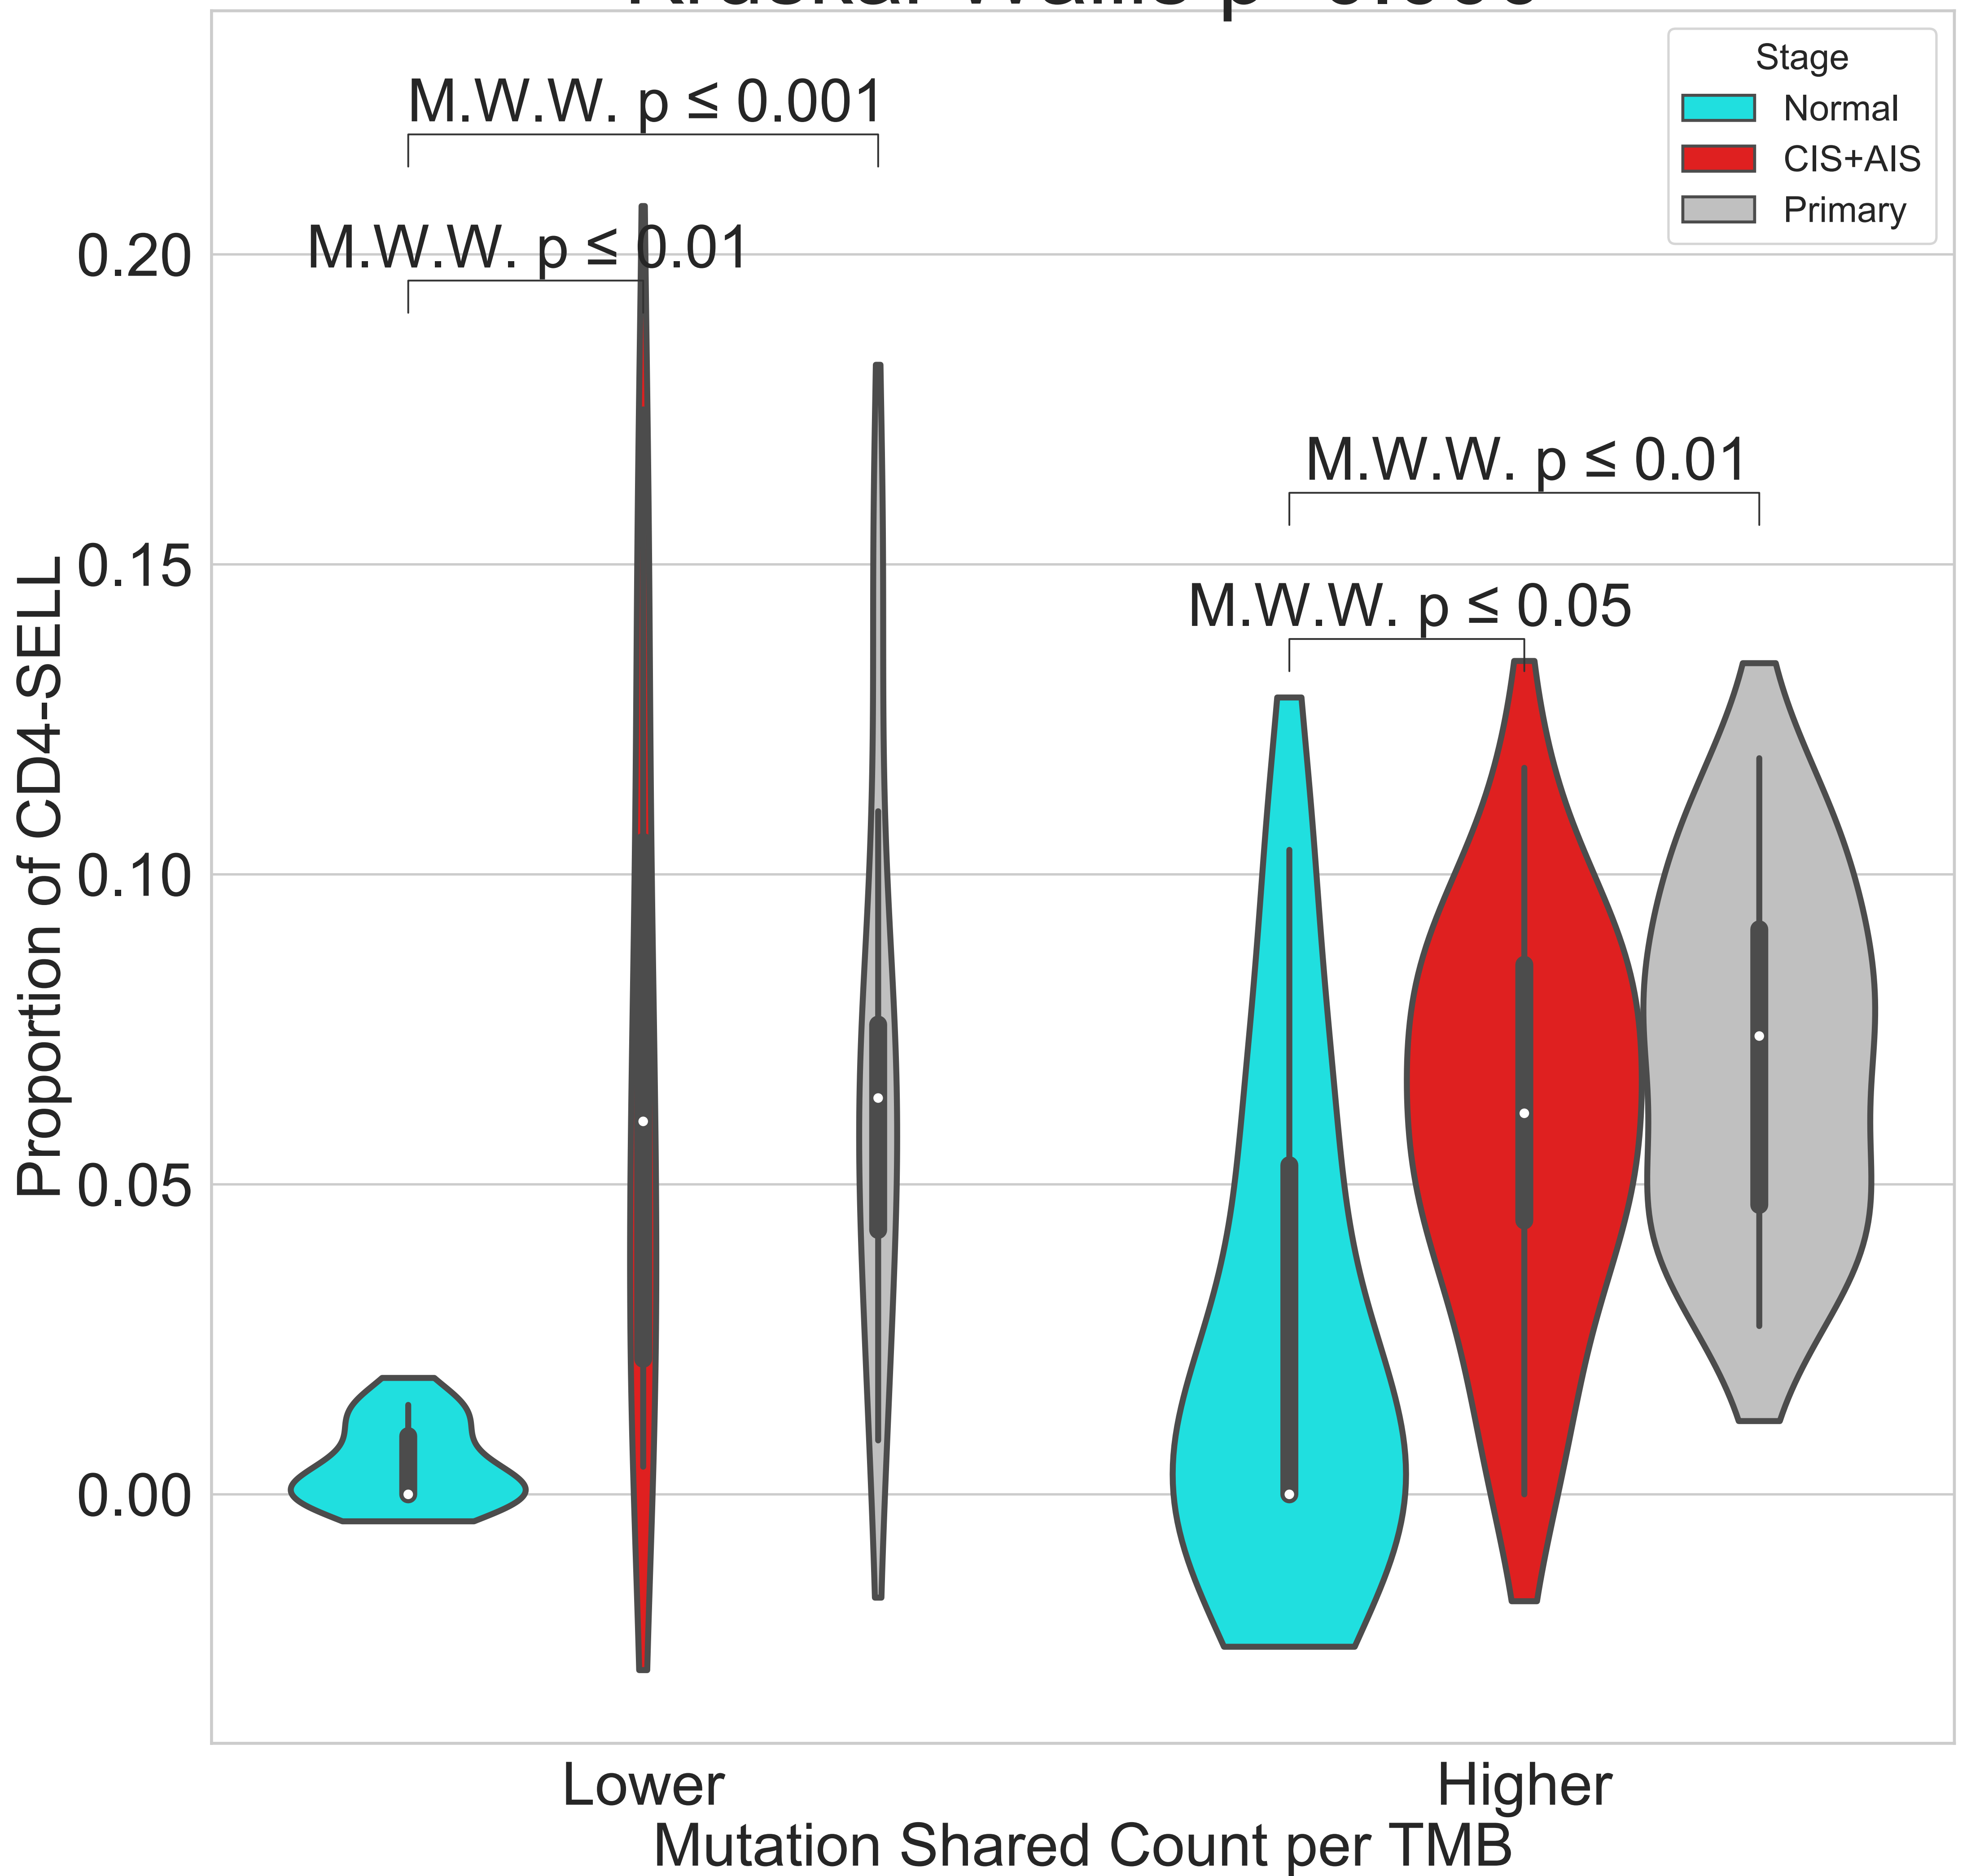 Stage
Normal
CIS+AIS
Primary
M.W.W. p ≤ 0.001
M.W.W. p ≤ 0.01
M.W.W. p ≤ 0.01
M.W.W. p ≤ 0.05
0.20
0.15
0.10
0.05
0.00
Proportion of CD4-SELL
Lower
Higher
Mutation Shared Count per TMB